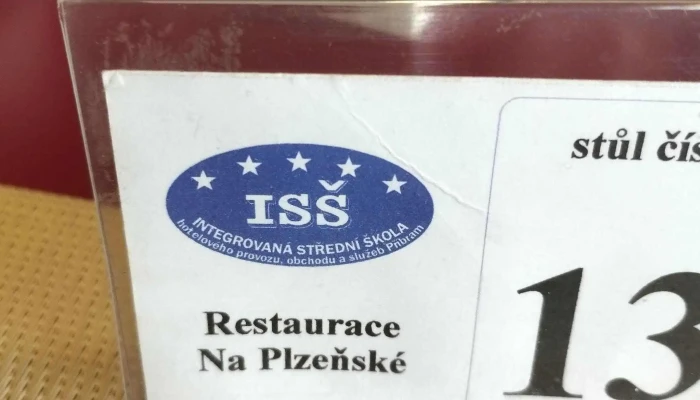 ISŠ
INTEGROVANÁ STŘEDNÍ ŠKOLA
hotelového provozu, obchodu a služeb Příbram
Restaurace
Na Plzeňské
stůl čís
13